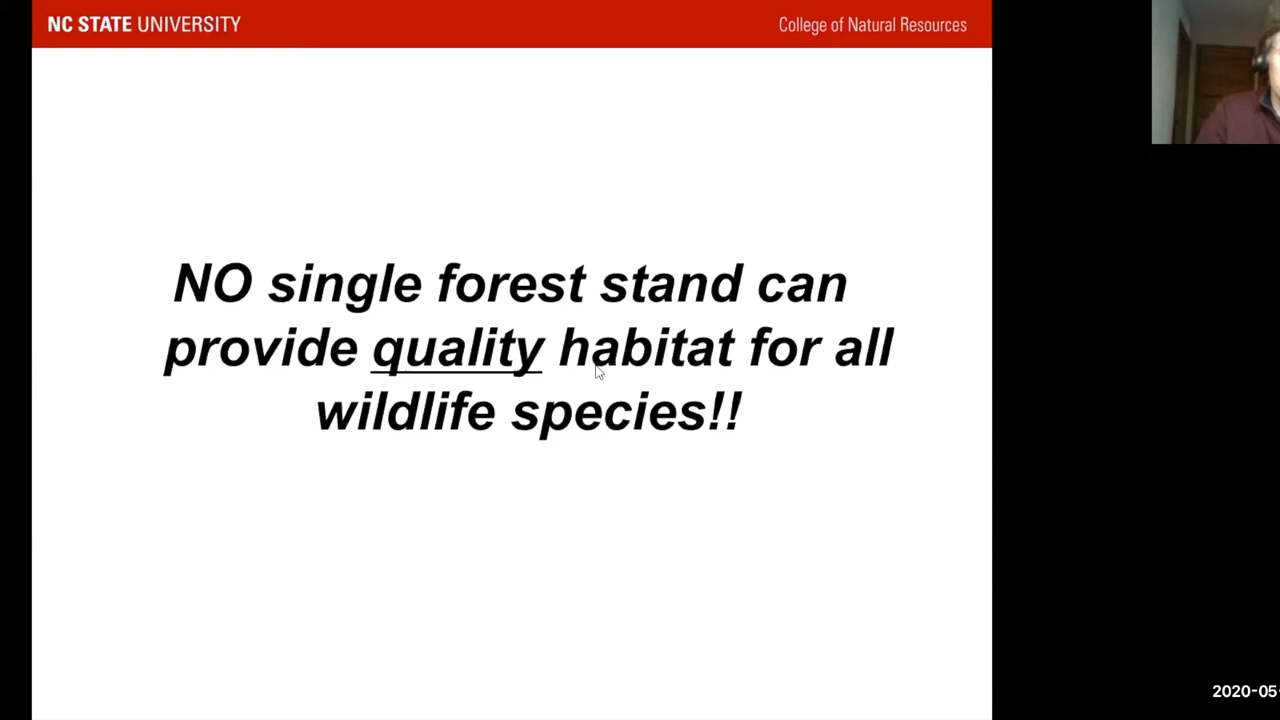 NC STATE UNIVERSITY
College of Natural Resources
NO single forest stand can
provide quality habitat for all
wildlife species!!
2020-05-